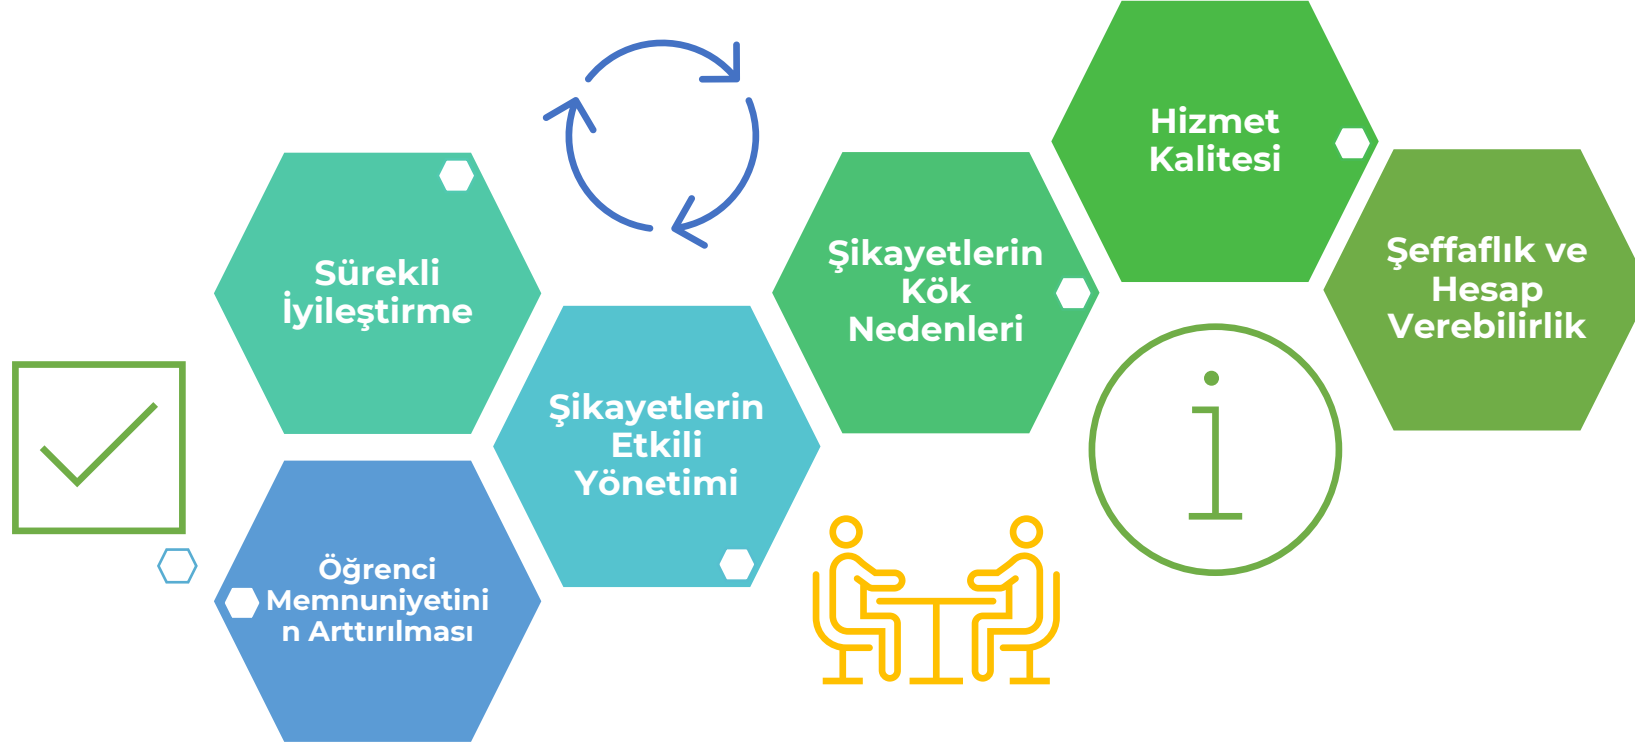 Sürekli
İyileştirme
Öğrenci
Memnuniyetini
n Arttırılması
Şikayetlerin
Etkili
Yönetimi
Şikayetlerin
Kök
Nedenleri
Hizmet
Kalitesi
Şeffaflık ve
Hesap
Verebilirlik